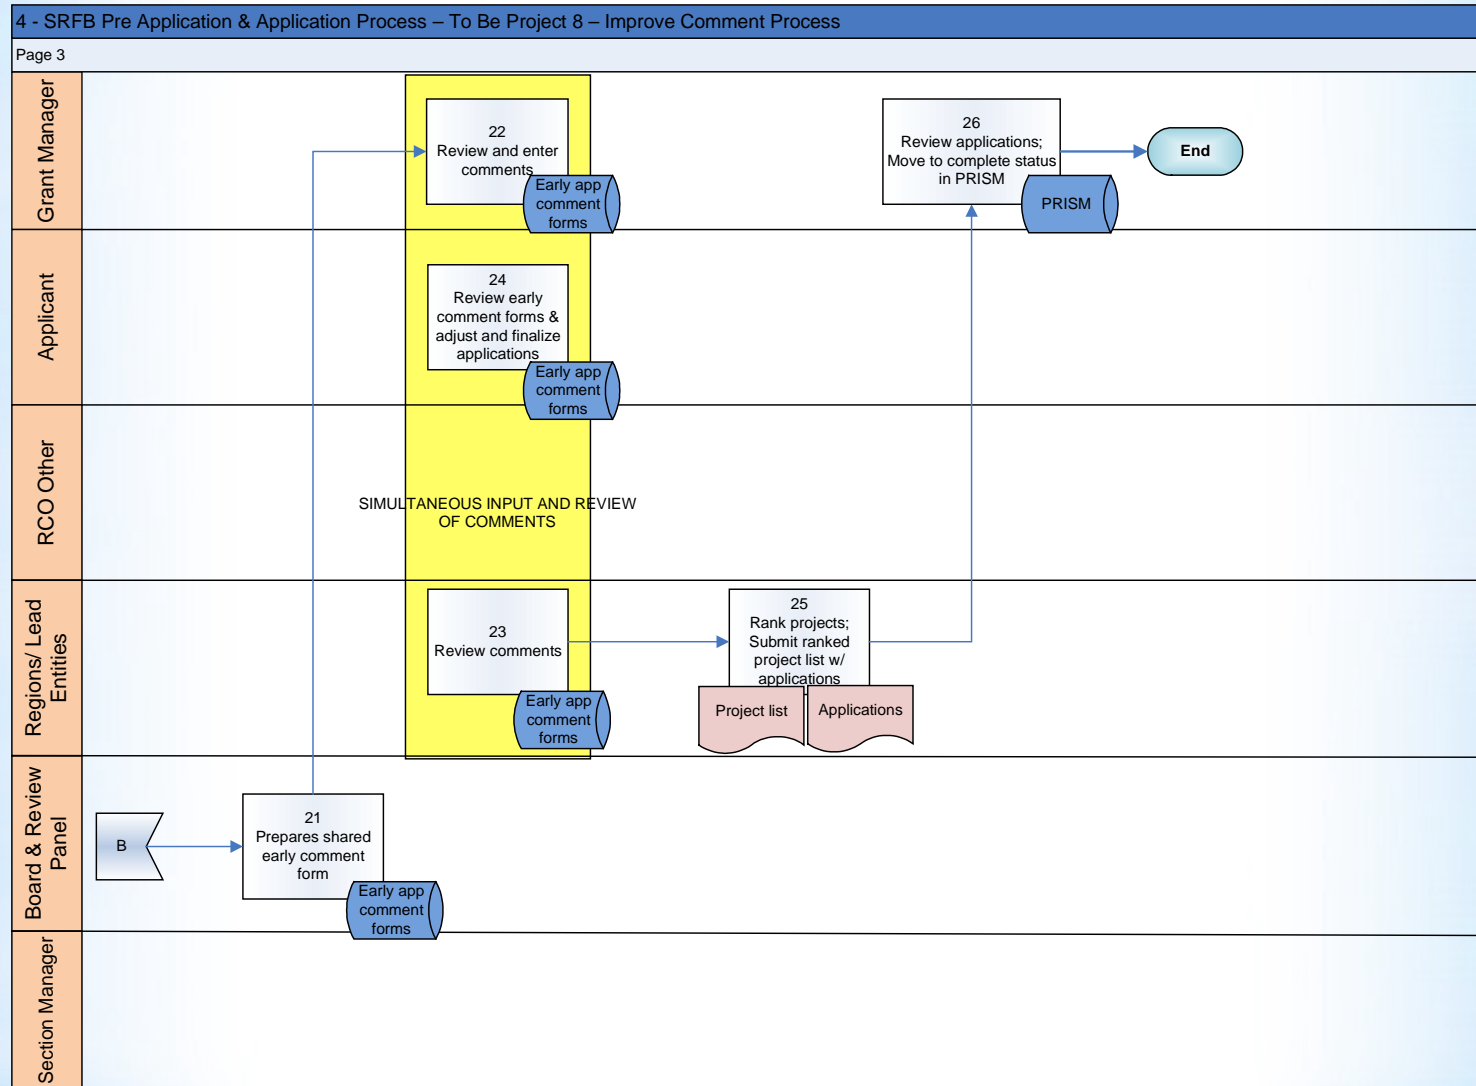 4 - SRFB Pre Application & Application Process – To Be Project 8 – Improve Comment Process
Page 3
Grant Manager
22
Review and enter
comments
Early app
comment
forms
26
Review applications;
Move to complete status
in PRISM
PRISM
End
Applicant
24
Review early
comment forms &
adjust and finalize
applications
Early app
comment
forms
RCO Other
SIMULTANEOUS INPUT AND REVIEW
OF COMMENTS
Regions/ Lead
Entities
23
Review comments
Early app
comment
forms
25
Rank projects;
Submit ranked
project list w/
applications
Project list
Applications
Board & Review
Panel
B
21
Prepares shared
early comment
form
Early app
comment
forms
Section Manager